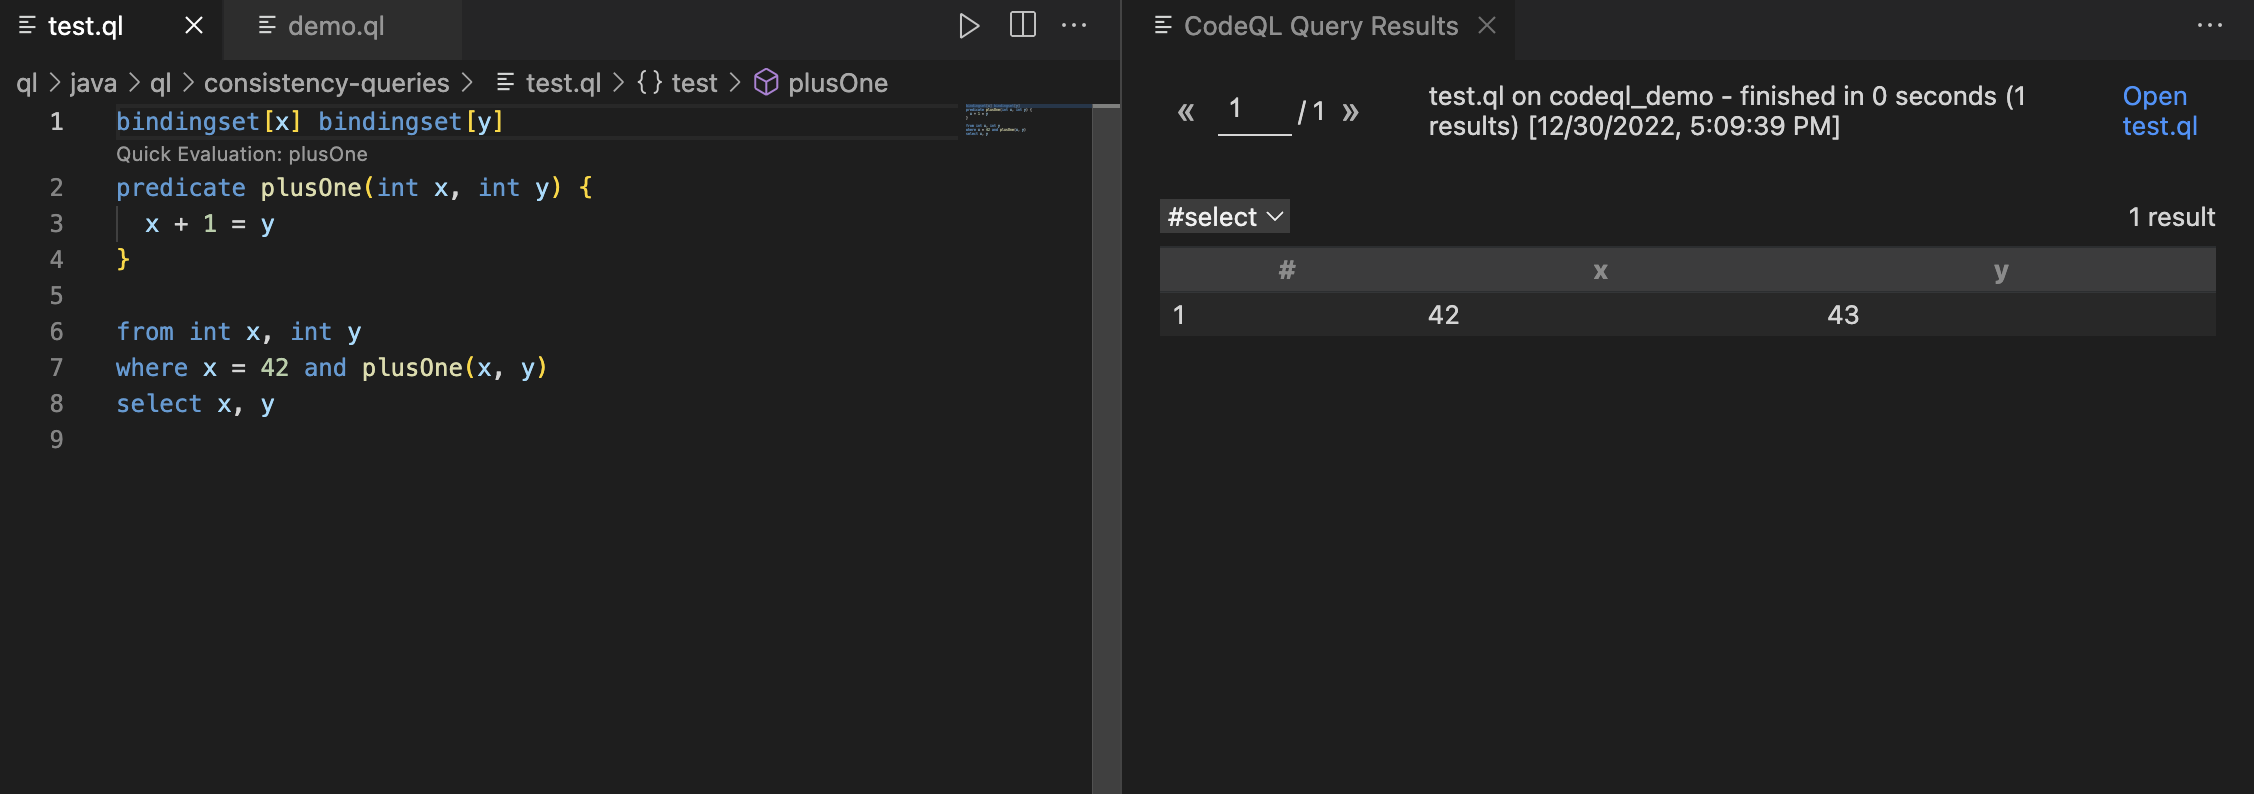 test.ql
demo.ql
ql > java > ql > consistency-queries > test.ql > {} test > plusOne
1 bindingset[x] bindingset[y]
Quick Evaluation: plusOne
2 predicate plusOne(int x, int y) {
3 x + 1 = y
4 }
5
6 from int x, int y
7 where x = 42 and plusOne(x, y)
8 select x, y
9
CodeQL Query Results
« 1 / 1 »
test.ql on codeql_demo - finished in 0 seconds (1
results) [12/30/2022, 5:09:39 PM]
Open
test.ql
#select
1 result
# x y
1 42 43